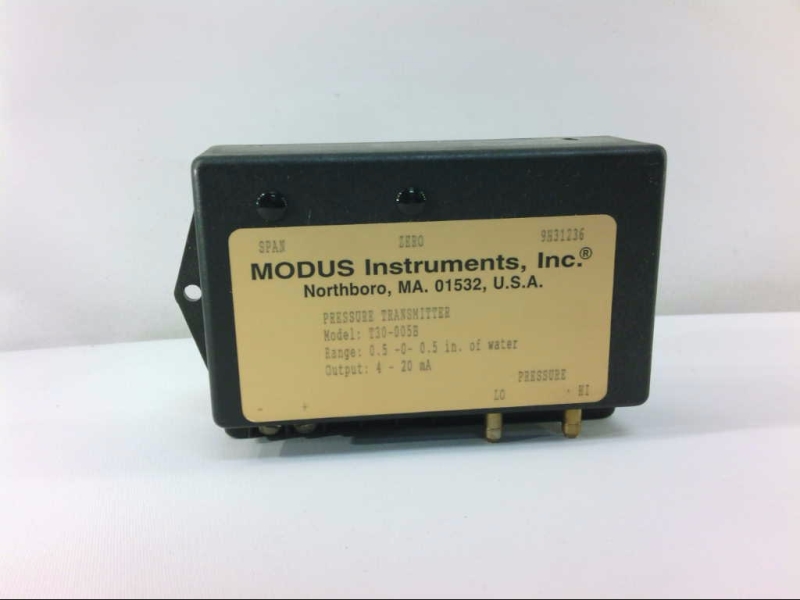 SPAN ZERO 9H31236
MODUS Instruments, Inc.®
Northboro, MA. 01532, U.S.A.
PRESSURE TRANSMITTER
Model: T30-005B
Range: 0.5 -0- 0.5 in. of water
Output: 4 - 20 mA
PRESSURE
LO HI
- +